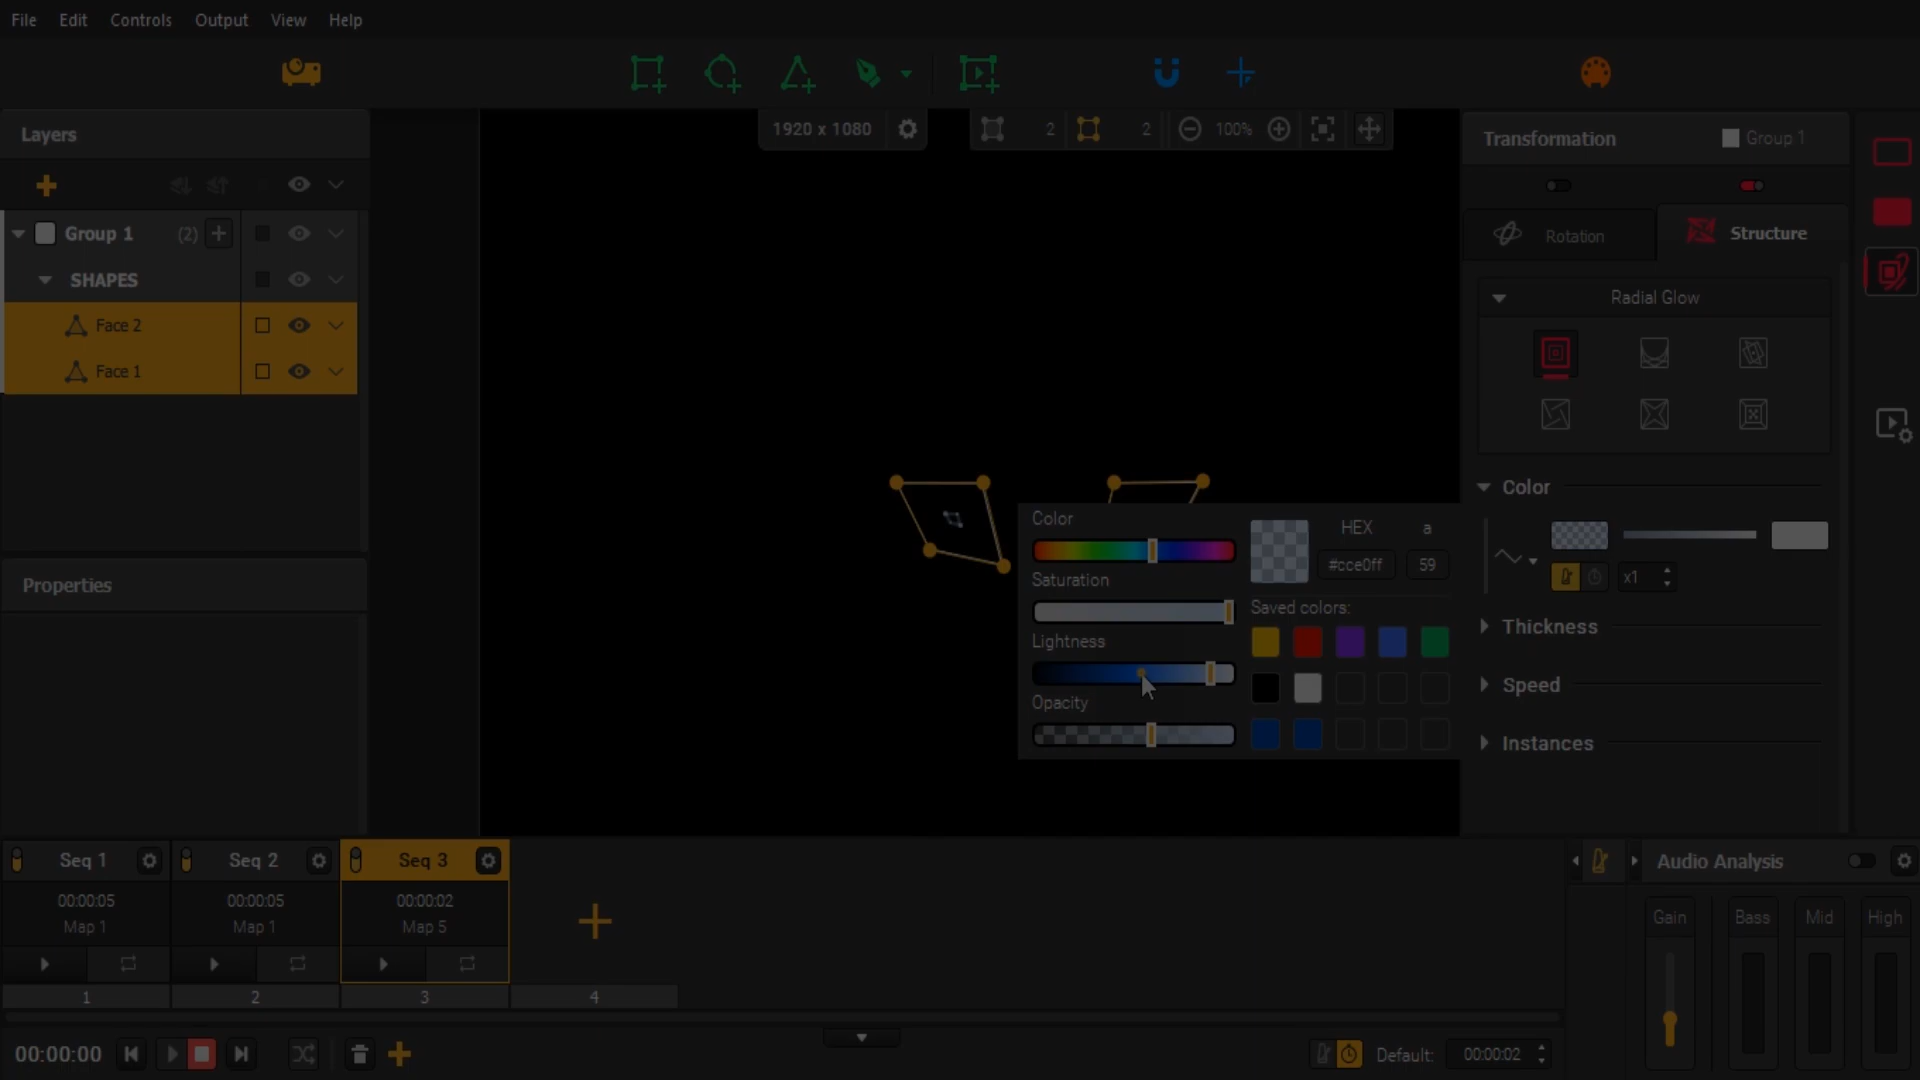 File Edit Controls Output View Help
1920 x 1080
2
2
100%
Layers
Transformation
Group 1
Group 1 (2)
Rotation
Structure
SHAPES
Radial Glow
Face 2
Face 1
Color
Color
HEX
a
#cce0ff
59
x1
Saturation
Saved colors:
Properties
Thickness
Lightness
Speed
Opacity
Instances
Seq 1
Seq 2
Seq 3
Audio Analysis
00:00:05
00:00:05
00:00:02
Map 1
Map 1
Map 5
Gain
Bass
Mid
High
1
2
3
4
00:00:00
Default:
00:00:02